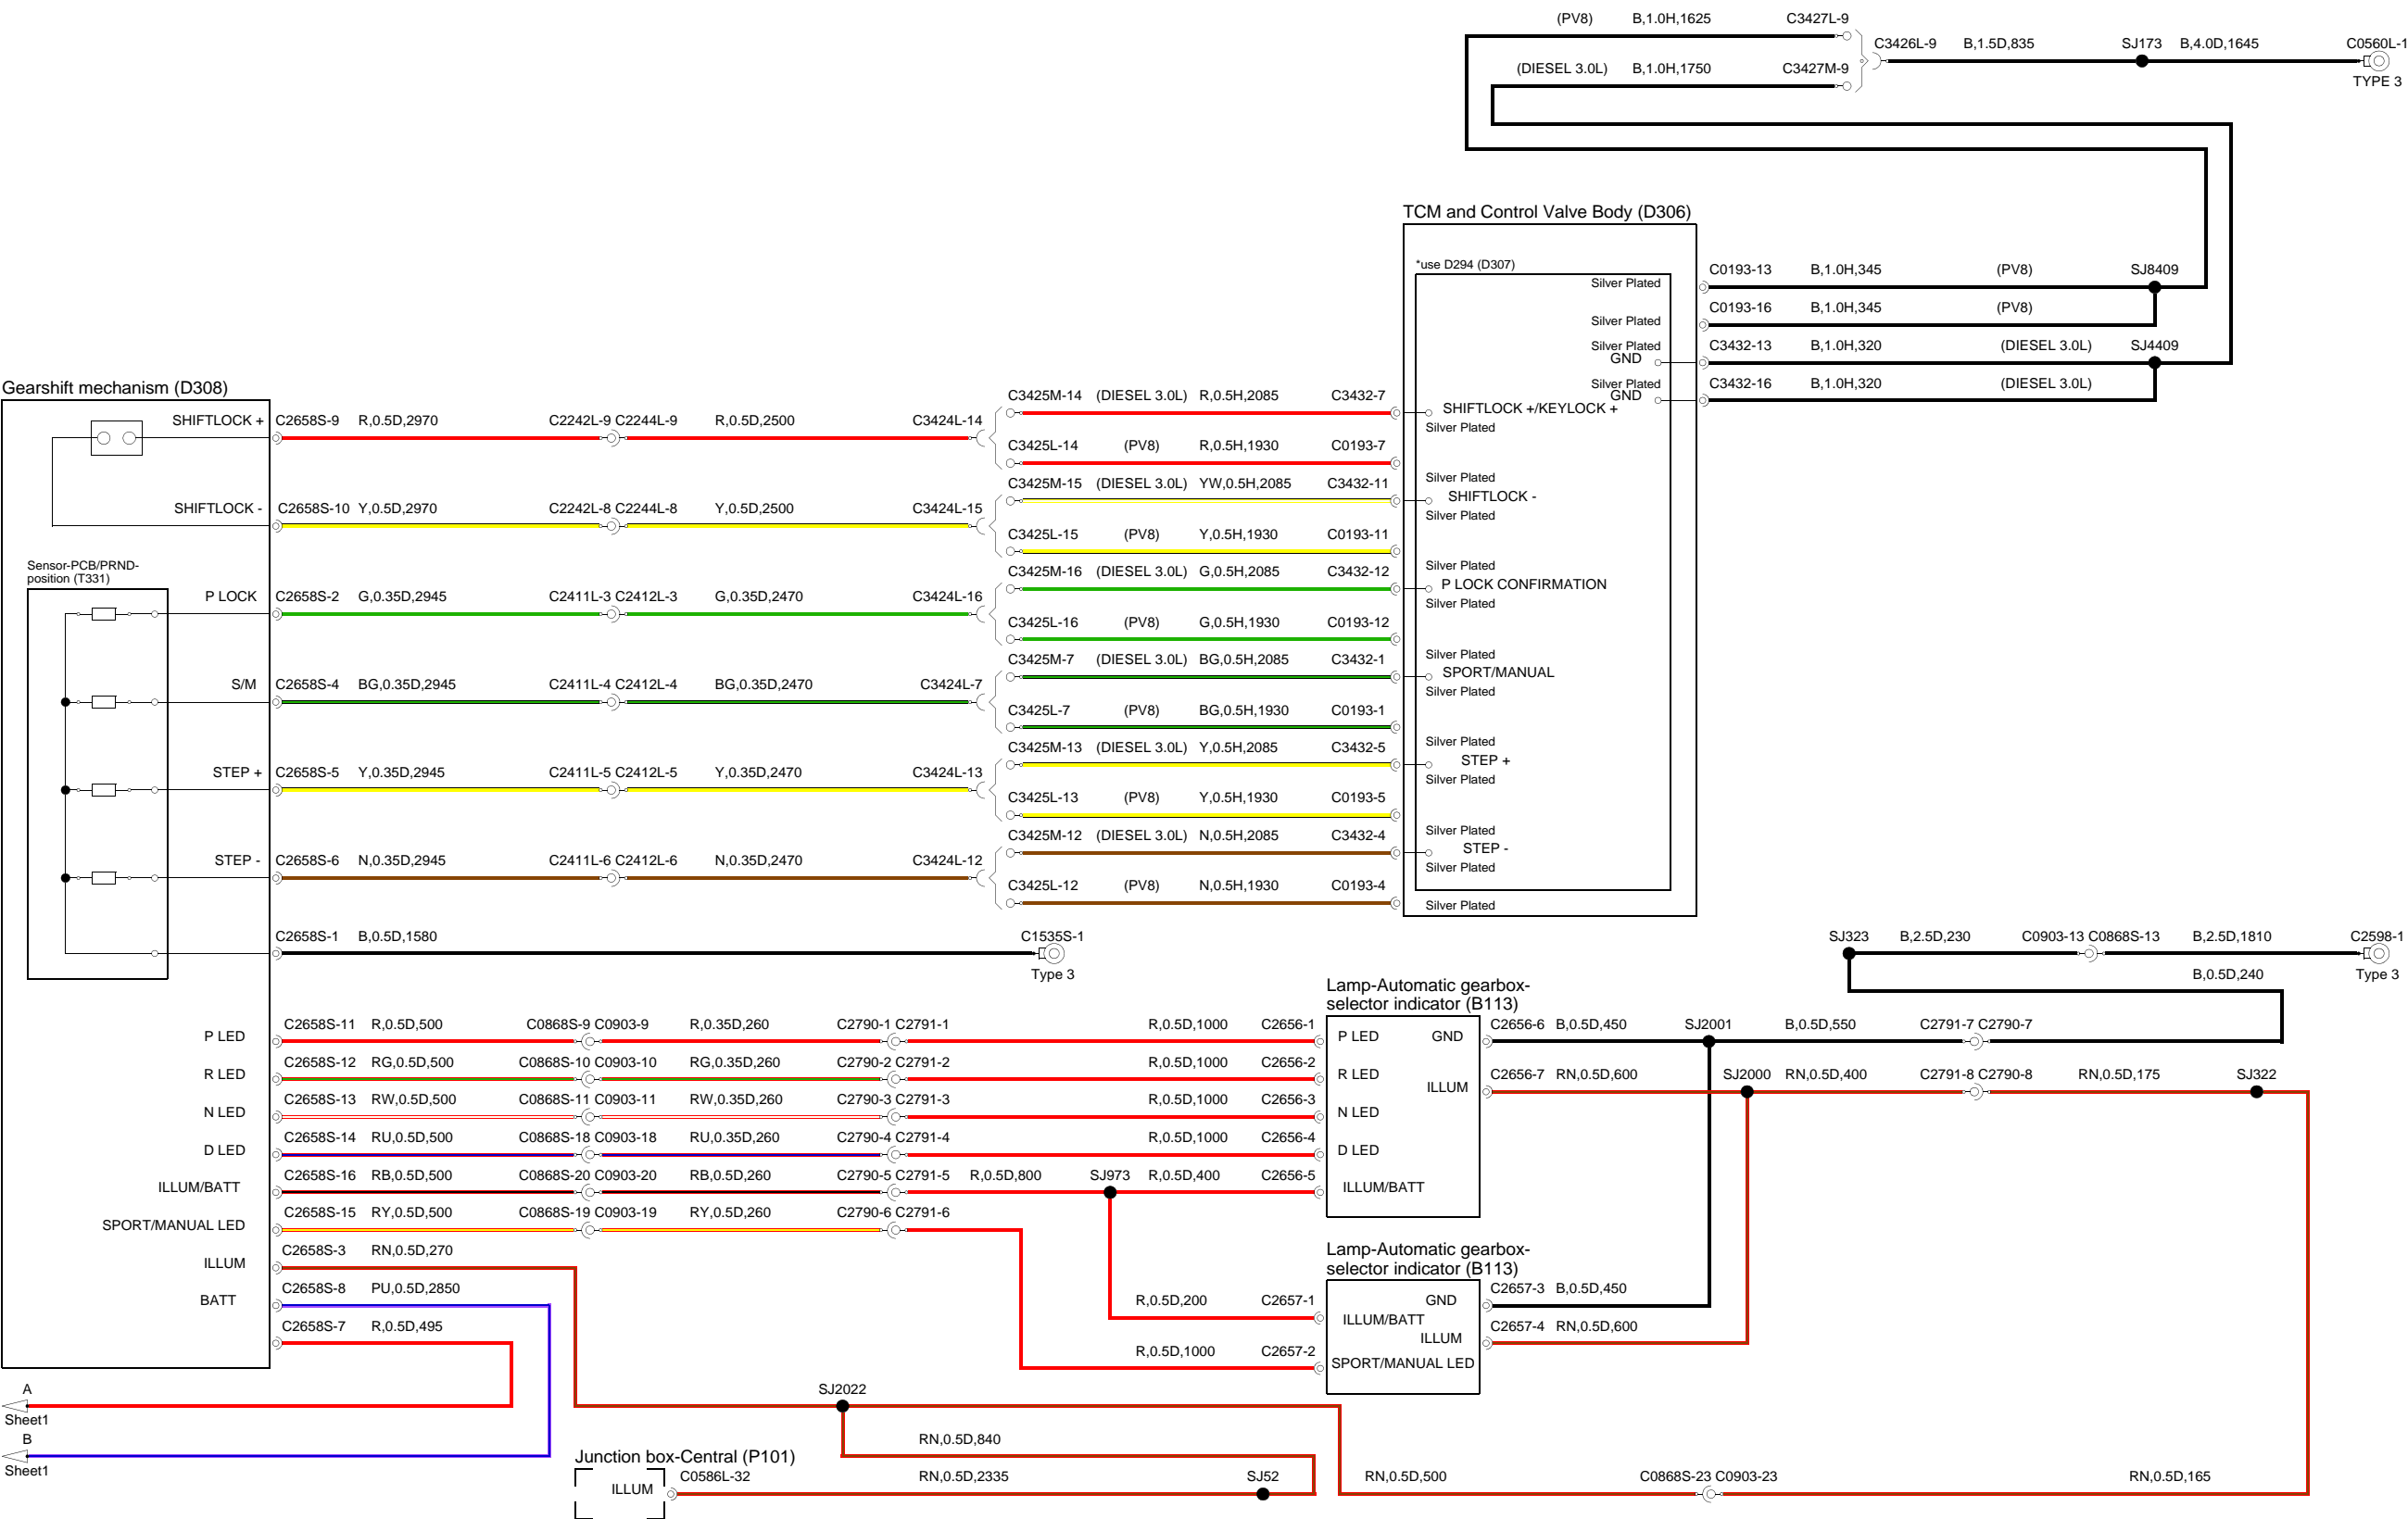 (PV8) B,1.0H,1625 C3427L-9
C3426L-9 B,1.5D,835 SJ173 B,4.0D,1645 C0560L-1
(DIESEL 3.0L) B,1.0H,1750 C3427M-9
TYPE 3
TCM and Control Valve Body (D306)
*use D294 (D307)
Silver Plated
C0193-13 B,1.0H,345 (PV8) SJ8409
Silver Plated
C0193-16 B,1.0H,345 (PV8)
Silver Plated
GND
C3432-13 B,1.0H,320 (DIESEL 3.0L) SJ4409
Silver Plated
GND
C3432-16 B,1.0H,320 (DIESEL 3.0L)
Gearshift mechanism (D308)
SHIFTLOCK + C2658S-9 R,0.5D,2970 C2242L-9 C2244L-9 R,0.5D,2500 C3424L-14
C3425M-14 (DIESEL 3.0L) R,0.5H,2085 C3432-7
SHIFTLOCK +/KEYLOCK +
Silver Plated
C3425L-14 (PV8) R,0.5H,1930 C0193-7
Silver Plated
C3425M-15 (DIESEL 3.0L) YW,0.5H,2085 C3432-11
SHIFTLOCK -
Silver Plated
SHIFTLOCK - C2658S-10 Y,0.5D,2970 C2242L-8 C2244L-8 Y,0.5D,2500 C3424L-15
C3425L-15 (PV8) Y,0.5H,1930 C0193-11
Silver Plated
Sensor-PCB/PRND-
position (T331)
C3425M-16 (DIESEL 3.0L) G,0.5H,2085 C3432-12
P LOCK CONFIRMATION
Silver Plated
P LOCK C2658S-2 G,0.35D,2945 C2411L-3 C2412L-3 G,0.35D,2470 C3424L-16
C3425L-16 (PV8) G,0.5H,1930 C0193-12
Silver Plated
C3425M-7 (DIESEL 3.0L) BG,0.5H,2085 C3432-1
SPORT/MANUAL
Silver Plated
S/M C2658S-4 BG,0.35D,2945 C2411L-4 C2412L-4 BG,0.35D,2470 C3424L-7
C3425L-7 (PV8) BG,0.5H,1930 C0193-1
Silver Plated
C3425M-13 (DIESEL 3.0L) Y,0.5H,2085 C3432-5
STEP +
Silver Plated
STEP + C2658S-5 Y,0.35D,2945 C2411L-5 C2412L-5 Y,0.35D,2470 C3424L-13
C3425L-13 (PV8) Y,0.5H,1930 C0193-5
Silver Plated
C3425M-12 (DIESEL 3.0L) N,0.5H,2085 C3432-4
STEP -
Silver Plated
STEP - C2658S-6 N,0.35D,2945 C2411L-6 C2412L-6 N,0.35D,2470 C3424L-12
C3425L-12 (PV8) N,0.5H,1930 C0193-4
Silver Plated
C2658S-1 B,0.5D,1580 C1535S-1
Type 3
SJ323 B,2.5D,230 C0903-13 C0868S-13 B,2.5D,1810 C2598-1
B,0.5D,240 Type 3
Lamp-Automatic gearbox-
selector indicator (B113)
P LED C2658S-11 R,0.5D,500 C0868S-9 C0903-9 R,0.35D,260 C2790-1 C2791-1 R,0.5D,1000 C2656-1 P LED GND C2656-6 B,0.5D,450 SJ2001 B,0.5D,550 C2791-7 C2790-7
R LED C2658S-12 RG,0.5D,500 C0868S-10 C0903-10 RG,0.35D,260 C2790-2 C2791-2 R,0.5D,1000 C2656-2 R LED ILLUM C2656-7 RN,0.5D,600 SJ2000 RN,0.5D,400 C2791-8 C2790-8 RN,0.5D,175 SJ322
N LED C2658S-13 RW,0.5D,500 C0868S-11 C0903-11 RW,0.35D,260 C2790-3 C2791-3 R,0.5D,1000 C2656-3 N LED
D LED C2658S-14 RU,0.5D,500 C0868S-18 C0903-18 RU,0.35D,260 C2790-4 C2791-4 R,0.5D,1000 C2656-4 D LED
ILLUM/BATT C2658S-16 RB,0.5D,500 C0868S-20 C0903-20 RB,0.5D,260 C2790-5 C2791-5 R,0.5D,800 SJ973 R,0.5D,400 C2656-5 ILLUM/BATT
SPORT/MANUAL LED C2658S-15 RY,0.5D,500 C0868S-19 C0903-19 RY,0.5D,260 C2790-6 C2791-6
ILLUM C2658S-3 RN,0.5D,270
Lamp-Automatic gearbox-
selector indicator (B113)
BATT C2658S-8 PU,0.5D,2850
R,0.5D,200 C2657-1 ILLUM/BATT GND C2657-3 B,0.5D,450
C2658S-7 R,0.5D,495
ILLUM C2657-4 RN,0.5D,600
R,0.5D,1000 C2657-2 SPORT/MANUAL LED
A
Sheet1
SJ2022
B
Sheet1
RN,0.5D,840
Junction box-Central (P101)
ILLUM C0586L-32 RN,0.5D,2335 SJ52 RN,0.5D,500 C0868S-23 C0903-23 RN,0.5D,165